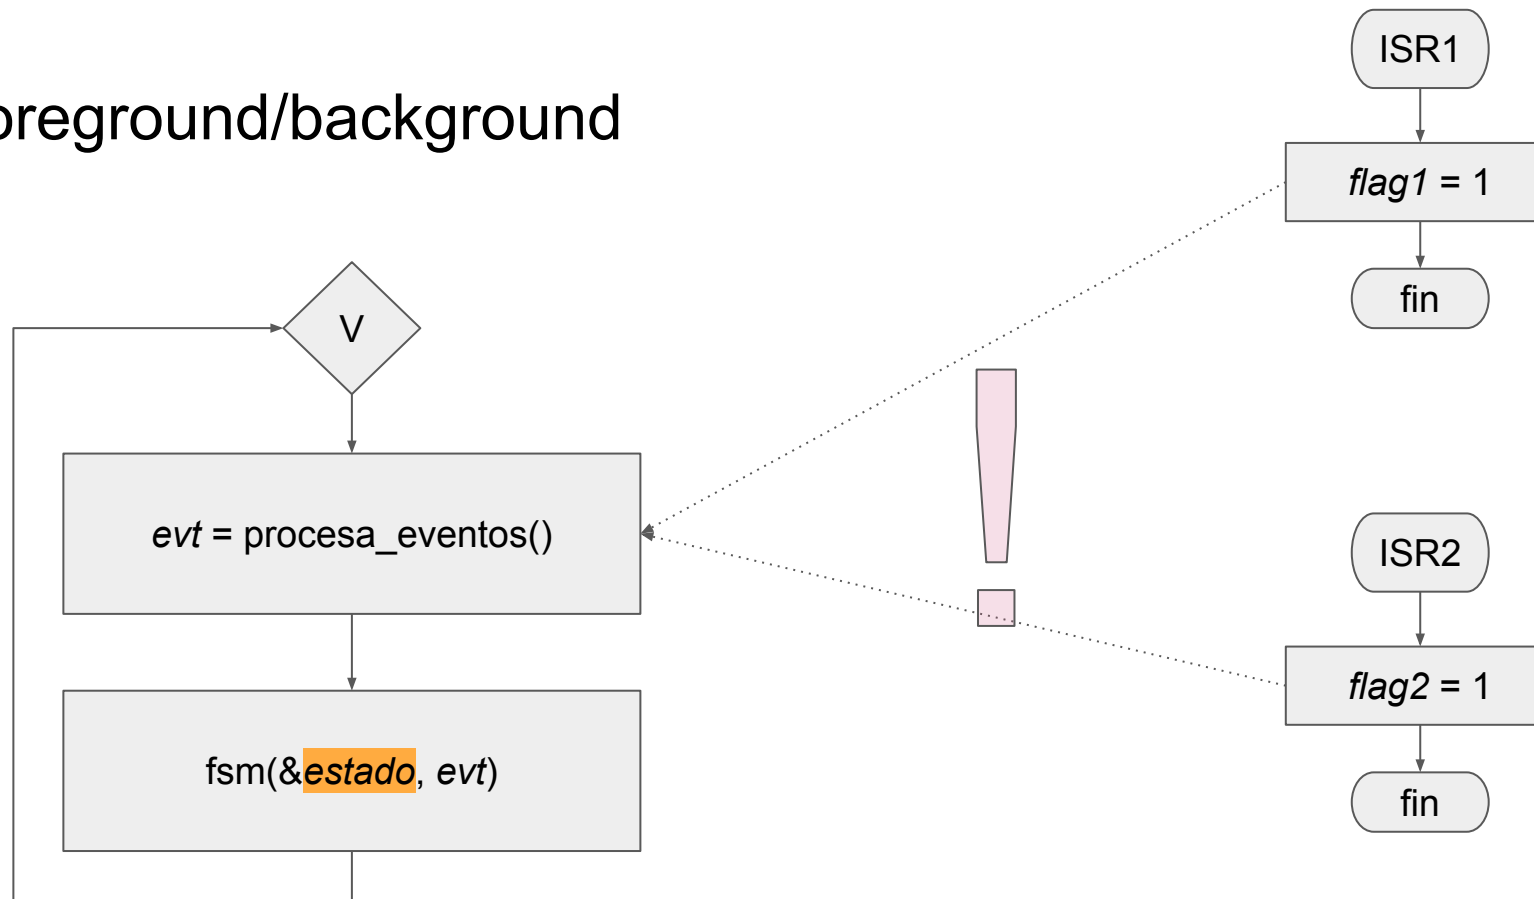 oreground/background
ISR1
flag1 = 1
fin
V
evt = procesa_eventos()
fsm(&estado, evt)
ISR2
flag2 = 1
fin